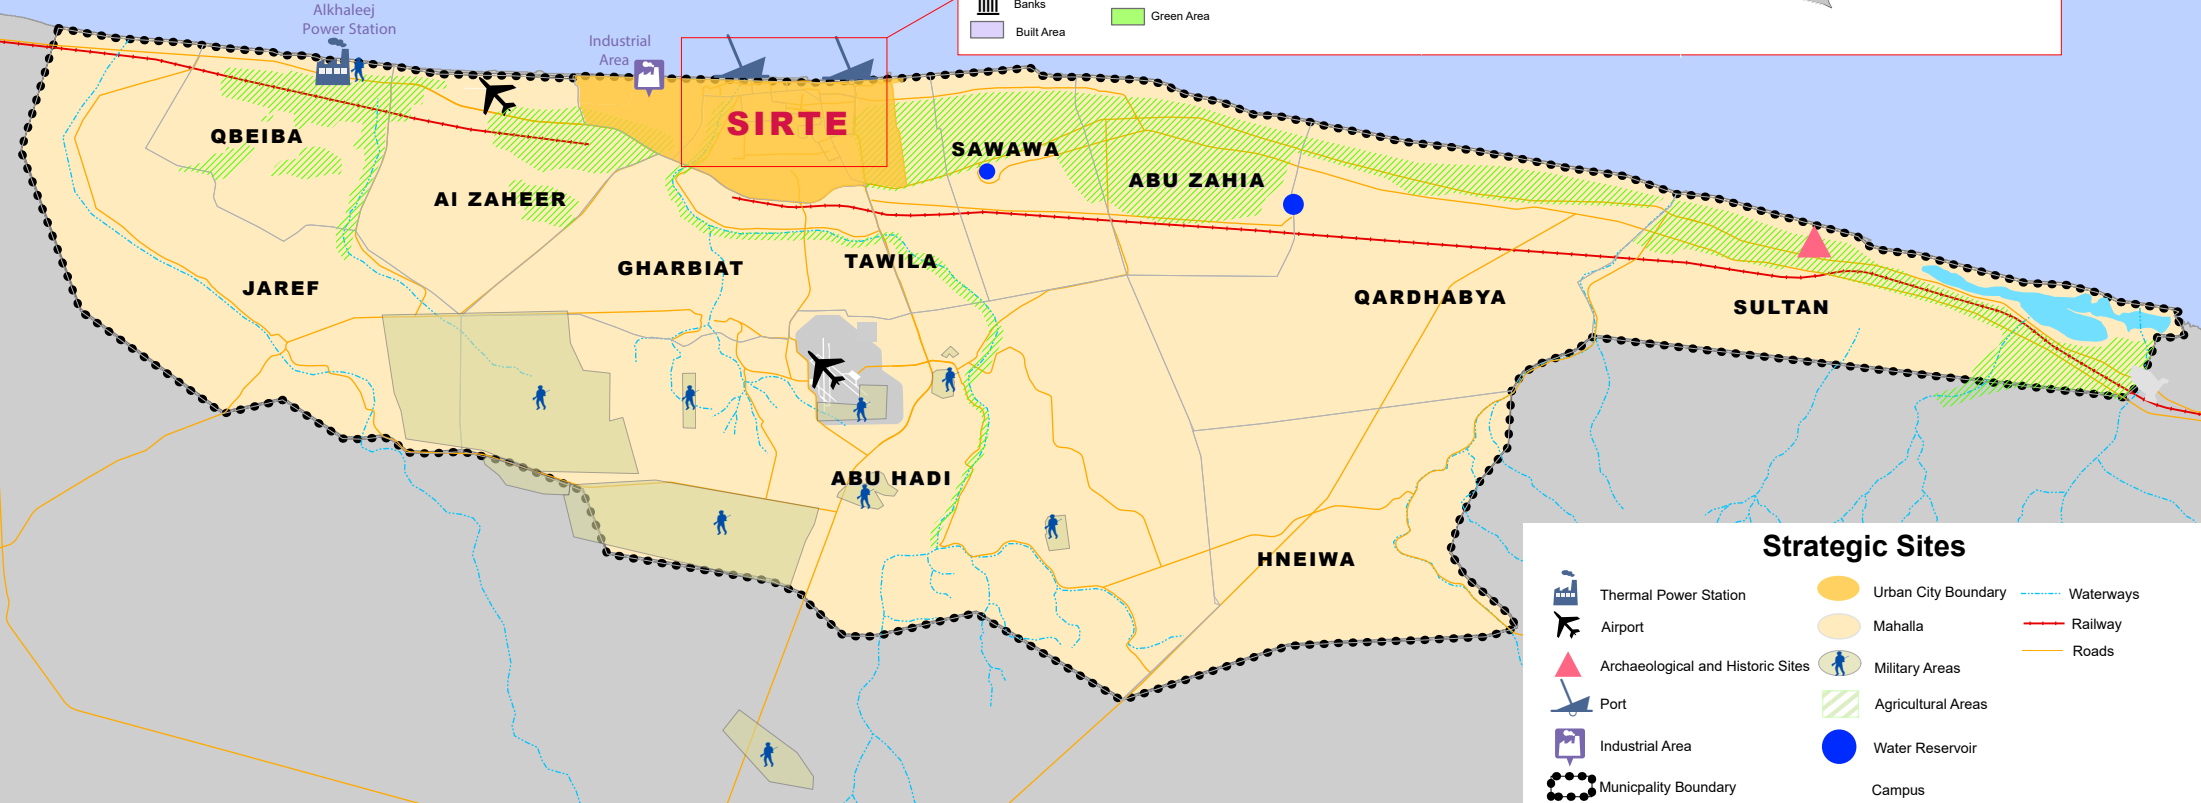 Alkhaleej
Power Station
Banks
Green Area
Built Area
Industrial
Area
SIRTE
QBEIBA
SAWAWA
ABU ZAHIA
AI ZAHEER
GHARBIAT
TAWILA
JAREF
QARDHABYA
SULTAN
ABU HADI
HNEIWA
Strategic Sites
Thermal Power Station
Airport
Archaeological and Historic Sites
Port
Industrial Area
Municpality Boundary
Urban City Boundary
Mahalla
Military Areas
Agricultural Areas
Water Reservoir
Campus
Waterways
Railway
Roads